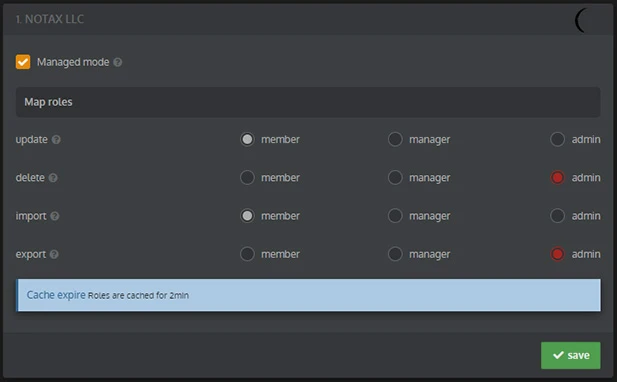 1. NOTAX LLC
Managed mode
Map roles
update member manager admin
delete member manager admin
import member manager admin
export member manager admin
Cache expire Roles are cached for 2min
save